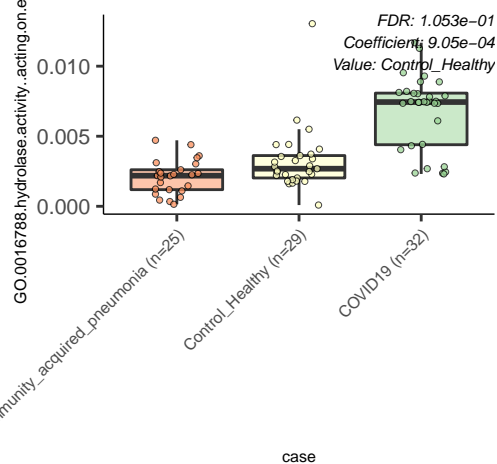 FDR: 1.053e−01
Coefficient: 9.05e−04
Value: Control_Healthy
GO.0016788.hydrolase.activity..acting.on.e
0.010
0.005
0.000
munity_acquired_pneumonia (n=25)
Control_Healthy (n=29)
COVID19 (n=32)
case